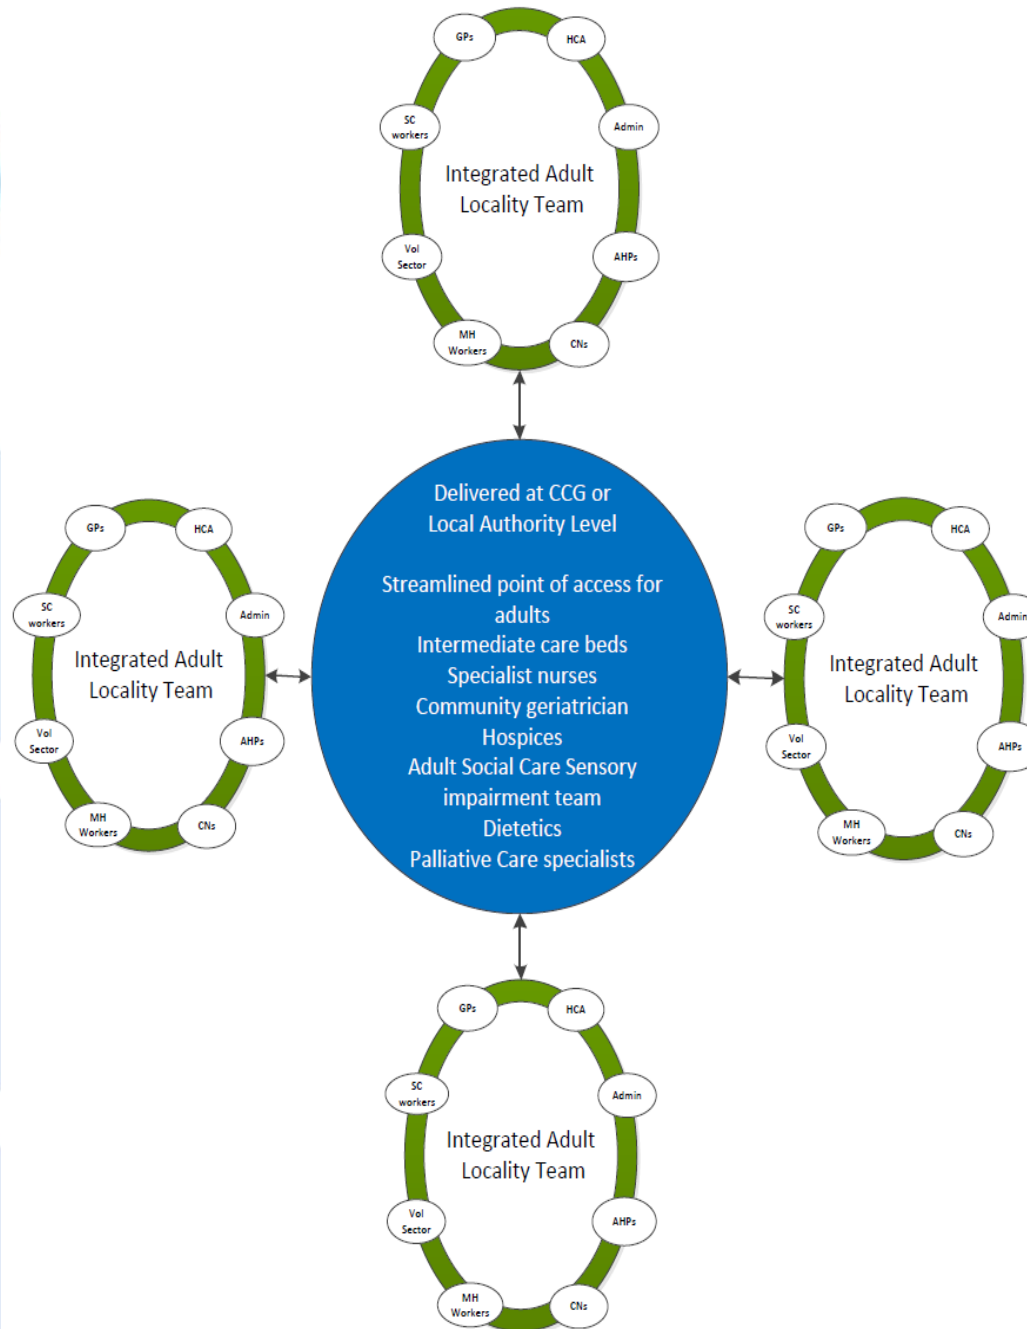 GPs
HCA
SC
workers
Admin
Integrated Adult
Locality Team
Vol
Sector
AHPs
MH
Workers
CNs
Delivered at CCG or
Local Authority Level
Streamlined point of access for
adults
Intermediate care beds
Specialist nurses
Community geriatrician
Hospices
Adult Social Care Sensory
impairment team
Dietetics
Palliative Care specialists
GPs
HCA
SC
workers
Admin
Integrated Adult
Locality Team
Vol
Sector
AHPs
MH
Workers
CNs
GPs
HCA
SC
workers
Admin
Integrated Adult
Locality Team
Vol
Sector
AHPs
MH
Workers
CNs
GPs
HCA
SC
workers
Admin
Integrated Adult
Locality Team
Vol
Sector
AHPs
MH
Workers
CNs